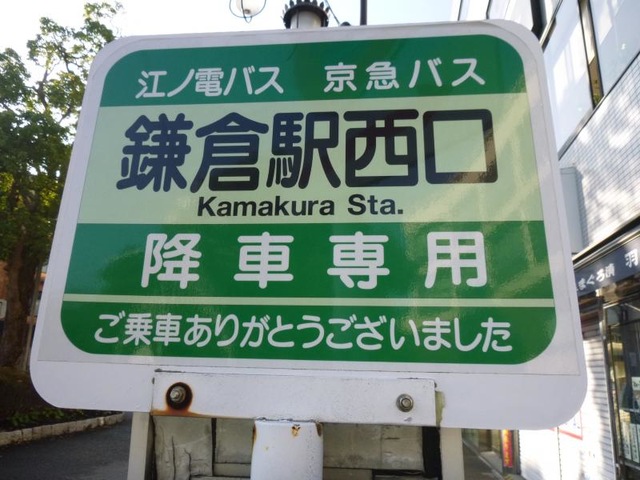 江ノ電バス 京急バス
鎌倉駅西口
Kamakura Sta.
降車専用
ご乗車ありがとうございました